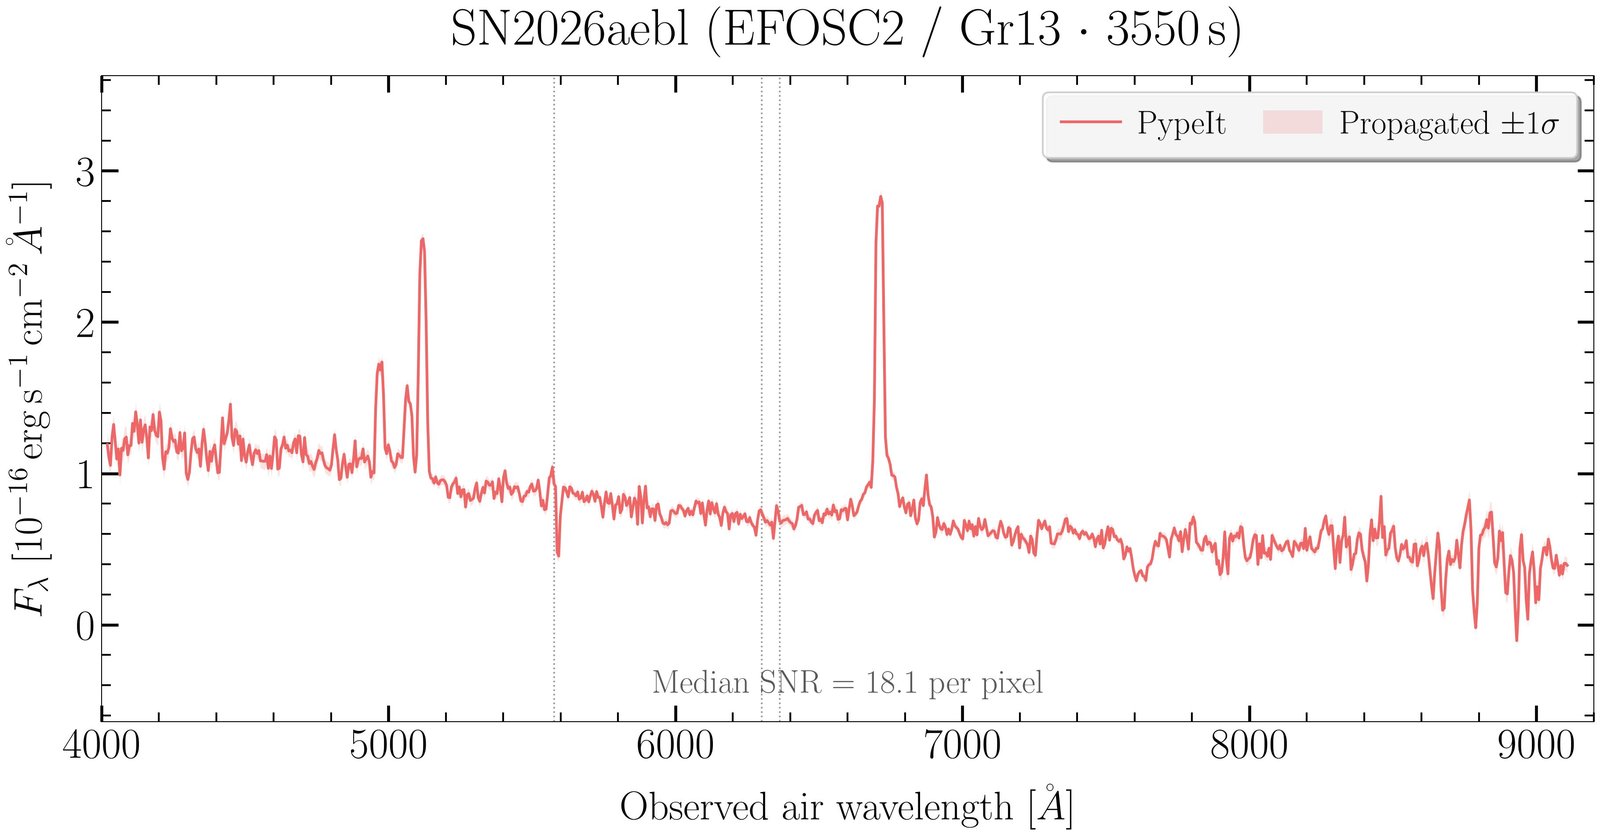 SN2026aebl (EFOSC2 / Gr13 · 3550 s)
PypeIt
Propagated ±1σ
3
2
1
0
F_λ [10⁻¹⁶ erg s⁻¹ cm⁻² Å⁻¹]
Median SNR = 18.1 per pixel
4000 5000 6000 7000 8000 9000
Observed air wavelength [Å]